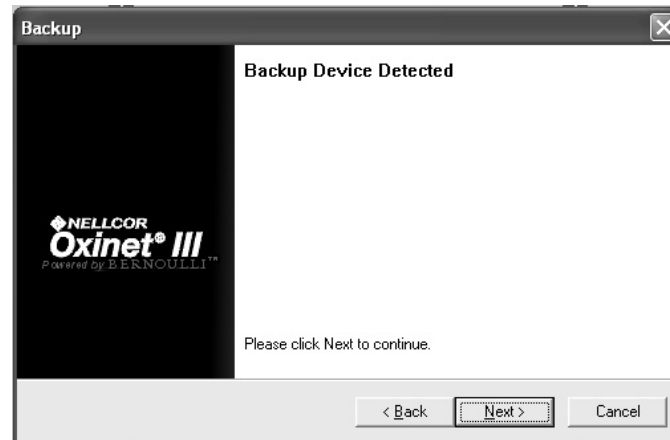 Backup
Backup Device Detected
NELLCOR
Oxinet® III
Powered by BERNOULLI™
Please click Next to continue.
< Back
Next >
Cancel